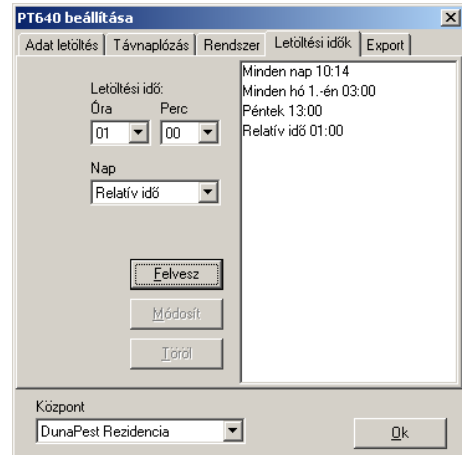 PT640 beállítása
Adat letöltés Távnaplózás Rendszer Letöltési idők Export
Letöltési idő:
Óra Perc
01 00
Nap
Relatív idő
Felvesz
Módosít
Töröl
Minden nap 10:14
Minden hó 1.-én 03:00
Péntek 13:00
Relatív idő 01:00
Központ
DunaPest Rezidencia
Ok